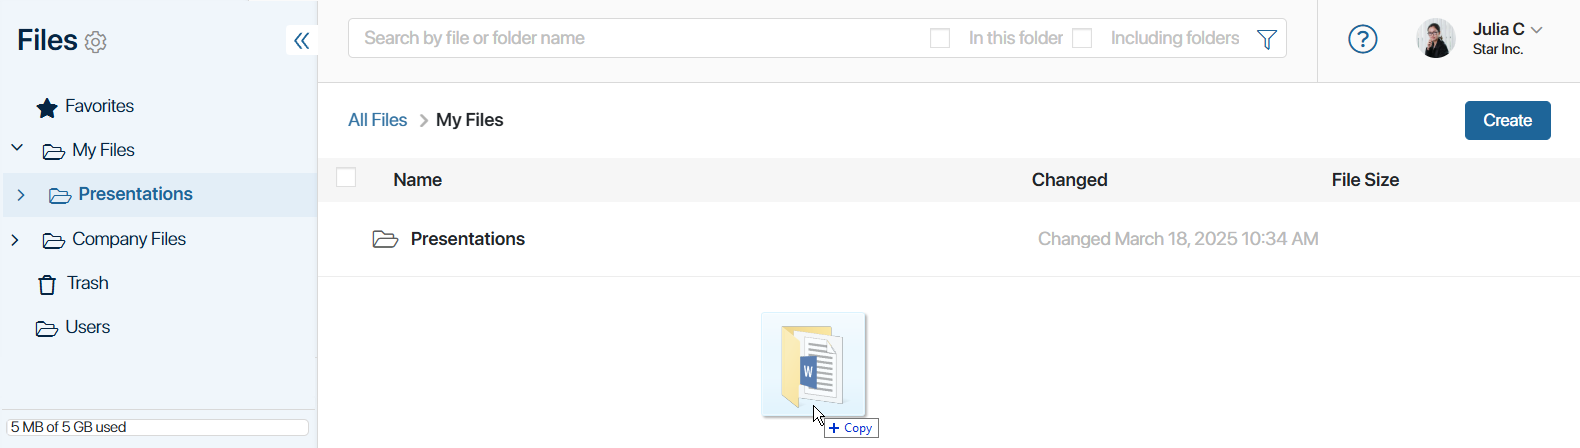 Files
Search by file or folder name
In this folder
Including folders
?
Julia C
Star Inc.
Favorites
My Files
Presentations
Company Files
Trash
Users
5 MB of 5 GB used
All Files > My Files
Create
Name Changed File Size
Presentations Changed March 18, 2025 10:34 AM
W
+ Copy